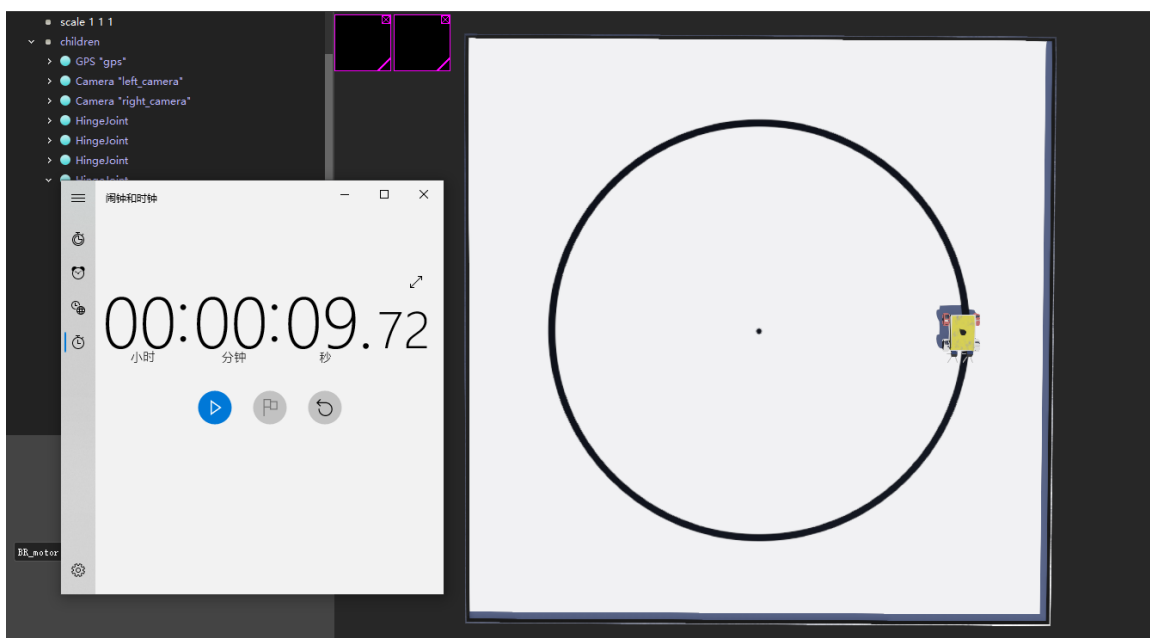 scale 1 1 1
children
GPS "gps"
Camera "left_camera"
Camera "right_camera"
HingeJoint
HingeJoint
HingeJoint
HingeJoint
闹钟和时钟
00:00:09.72
小时 分钟 秒
BR_motor